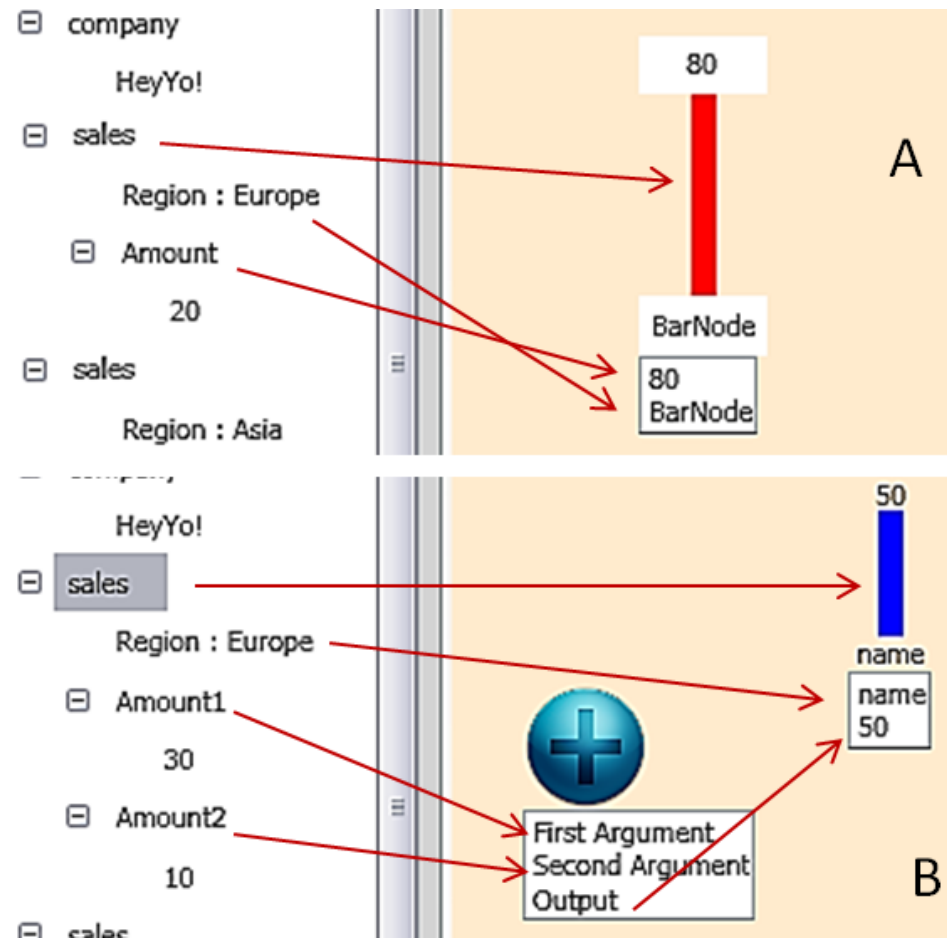 company
HeyYo!
sales
Region : Europe
Amount
20
sales
Region : Asia
80
BarNode
80
BarNode
A
company
HeyYo!
sales
Region : Europe
Amount1
30
Amount2
10
sales
50
name
name
50
First Argument
Second Argument
Output
B